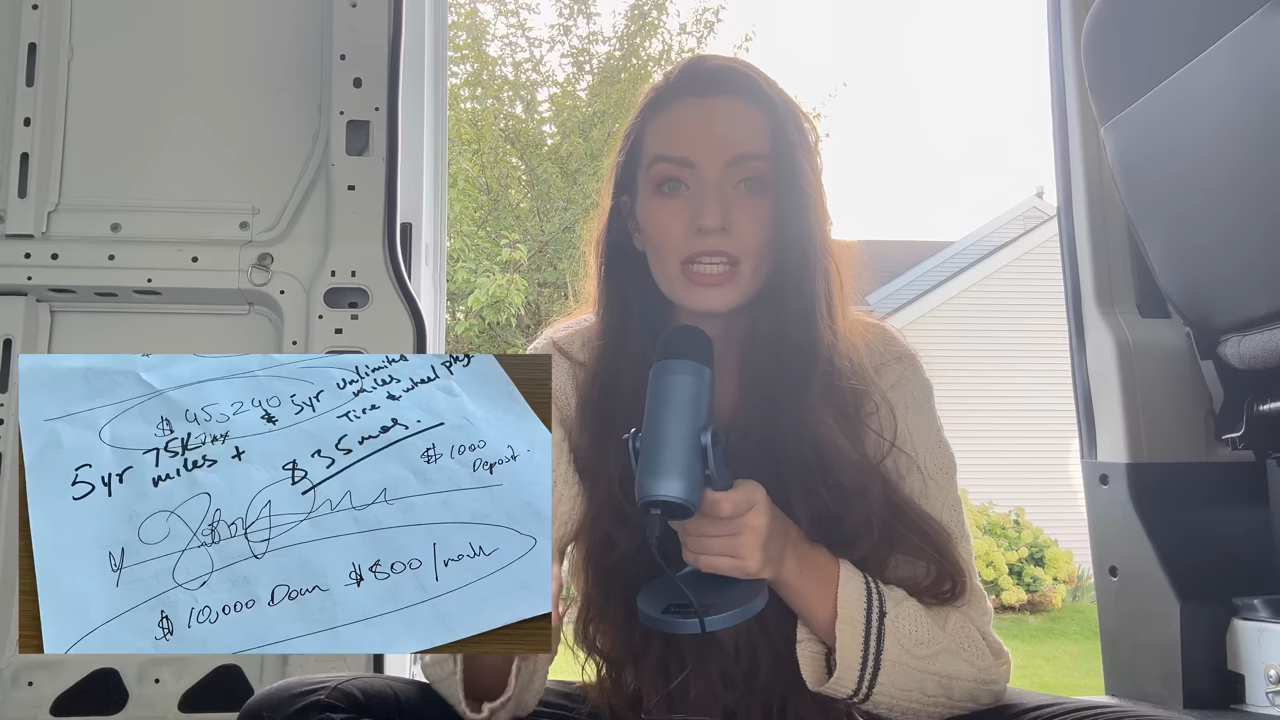 $ 45,240
5yr unlimited
miles
Tire & wheel pkg
5yr 75K
miles +
$35 mos.
$1000
Deposit.
$10,000 Down $800/month